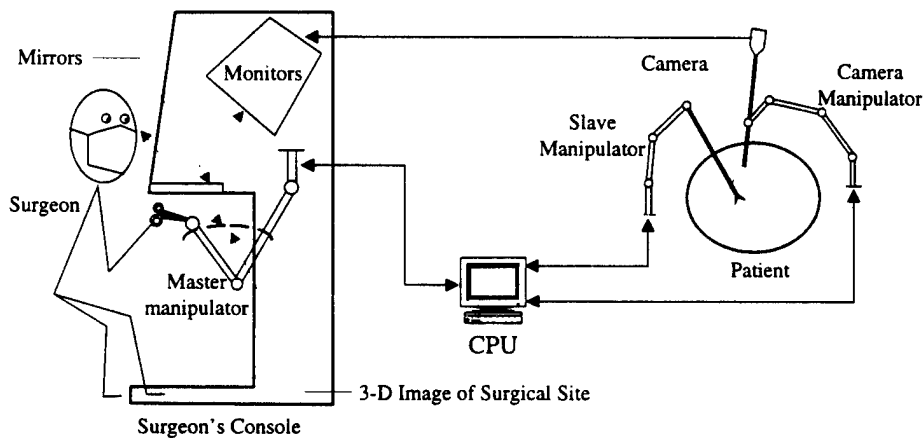 Mirrors
Monitors
Camera
Camera
Manipulator
Slave
Manipulator
Surgeon
Master
manipulator
Patient
CPU
3-D Image of Surgical Site
Surgeon's Console